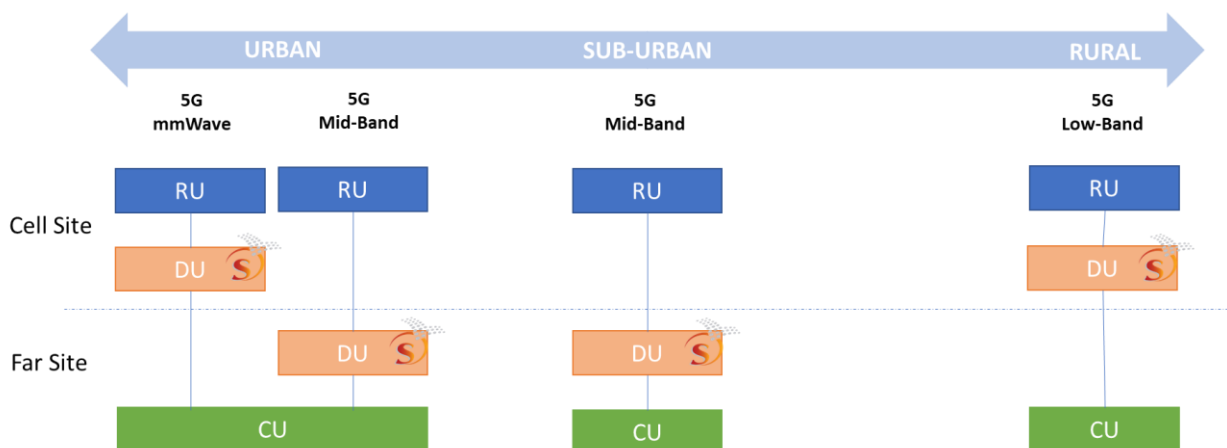 URBAN
SUB-URBAN
RURAL
5G
mmWave
5G
Mid-Band
5G
Mid-Band
5G
Low-Band
Cell Site
RU
RU
RU
RU
DU
S
DU
S
Far Site
DU
S
DU
S
CU
CU
CU